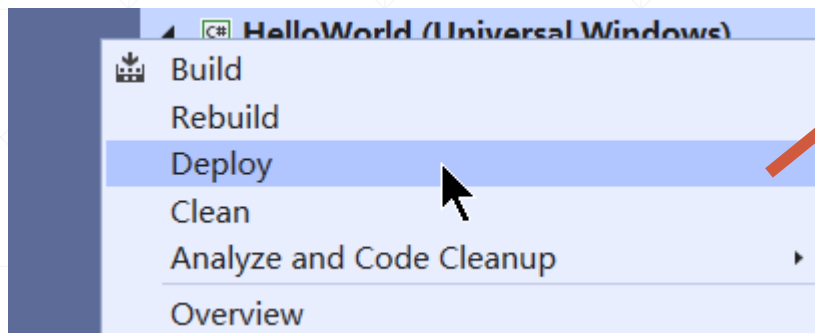 C# HelloWorld (Universal Windows)
Build
Rebuild
Deploy
Clean
Analyze and Code Cleanup
Overview